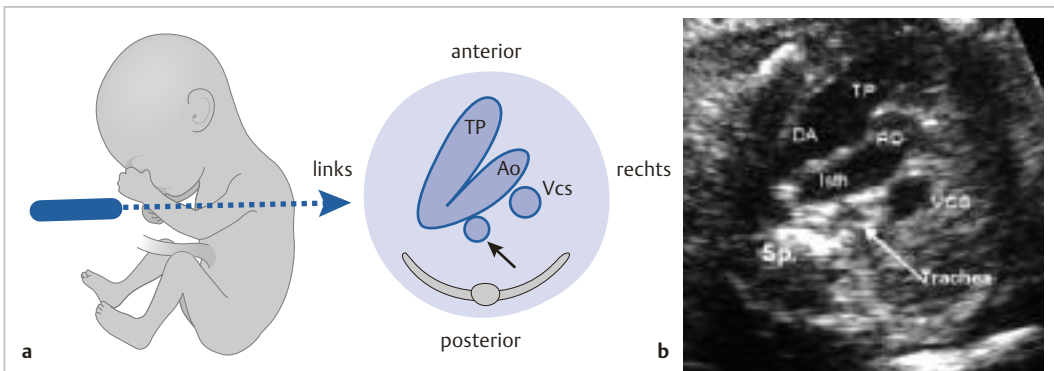 anterior
TP
Ao
Vcs
links
rechts
posterior
a
TP
DA
AO
Isth
VCS
Sp.
Trachea
b